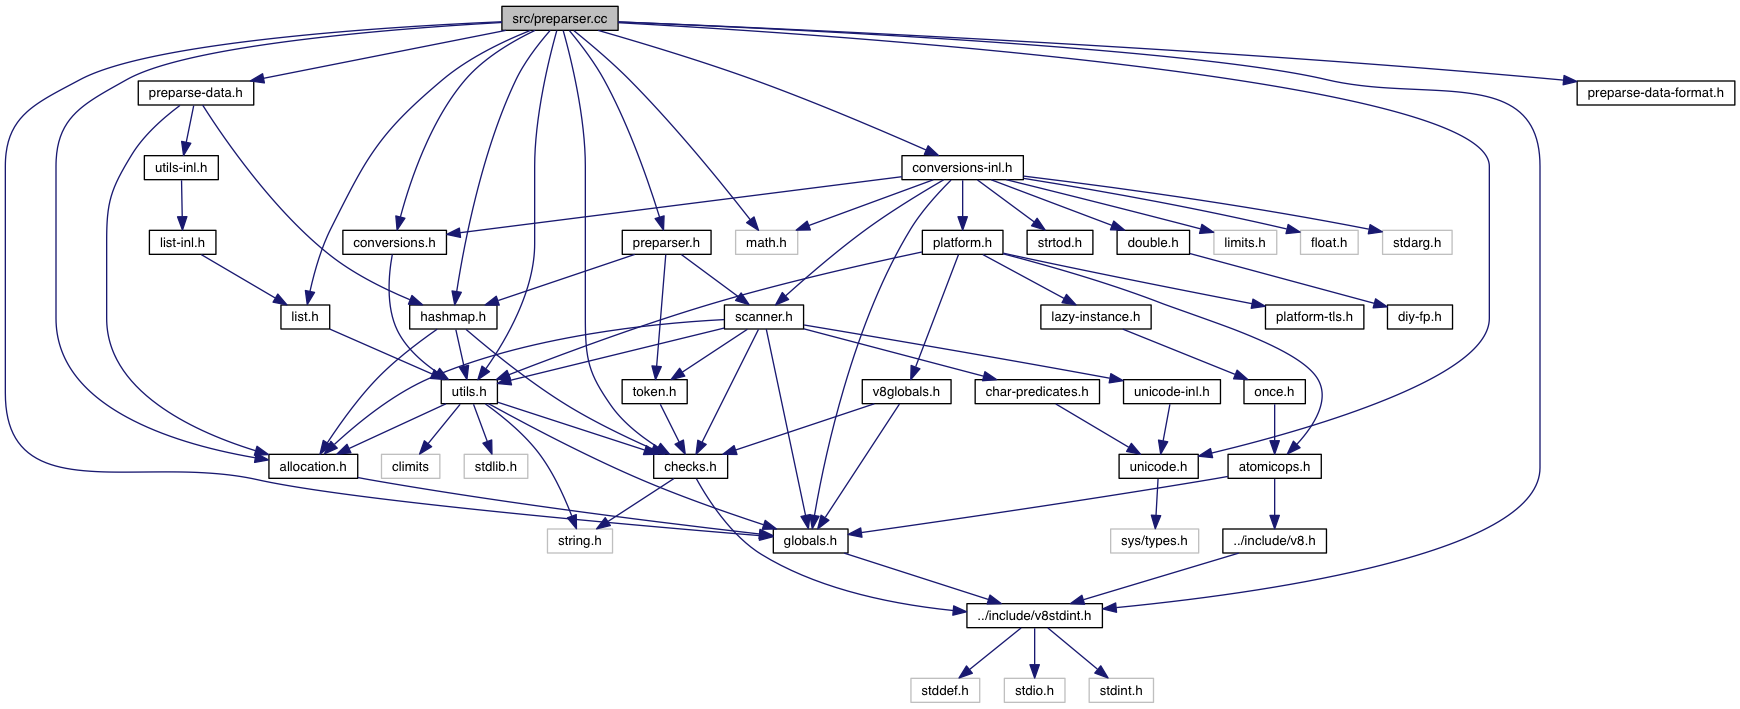 src/preparser.cc
preparse-data.h
preparse-data-format.h
utils-inl.h
conversions-inl.h
list-inl.h
conversions.h
preparser.h
math.h
platform.h
strtod.h
double.h
limits.h
float.h
stdarg.h
list.h
hashmap.h
scanner.h
lazy-instance.h
platform-tls.h
diy-fp.h
utils.h
token.h
v8globals.h
char-predicates.h
unicode-inl.h
once.h
allocation.h
climits
stdlib.h
checks.h
unicode.h
atomicops.h
string.h
globals.h
sys/types.h
../include/v8.h
../include/v8stdint.h
stddef.h
stdio.h
stdint.h